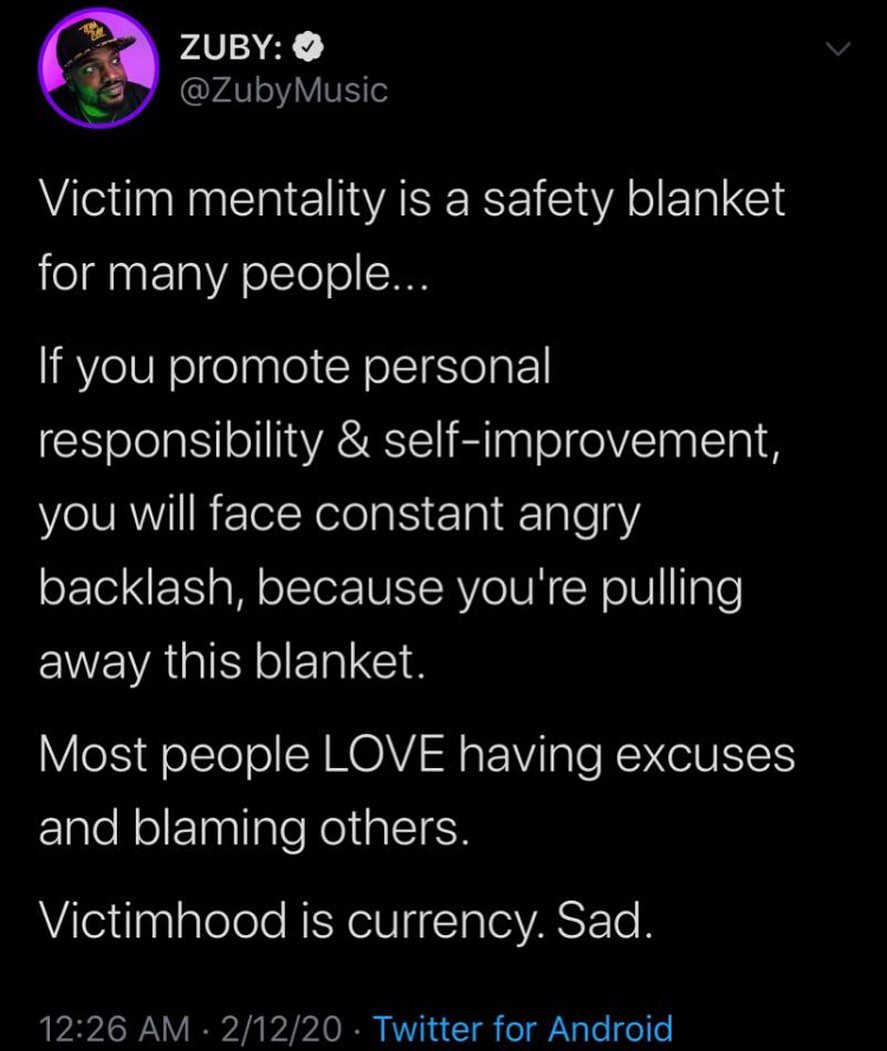 ZUBY:
@ZubyMusic
Victim mentality is a safety blanket
for many people...
If you promote personal
responsibility & self-improvement,
you will face constant angry
backlash, because you're pulling
away this blanket.
Most people LOVE having excuses
and blaming others.
Victimhood is currency. Sad.
12:26 AM · 2/12/20 · Twitter for Android